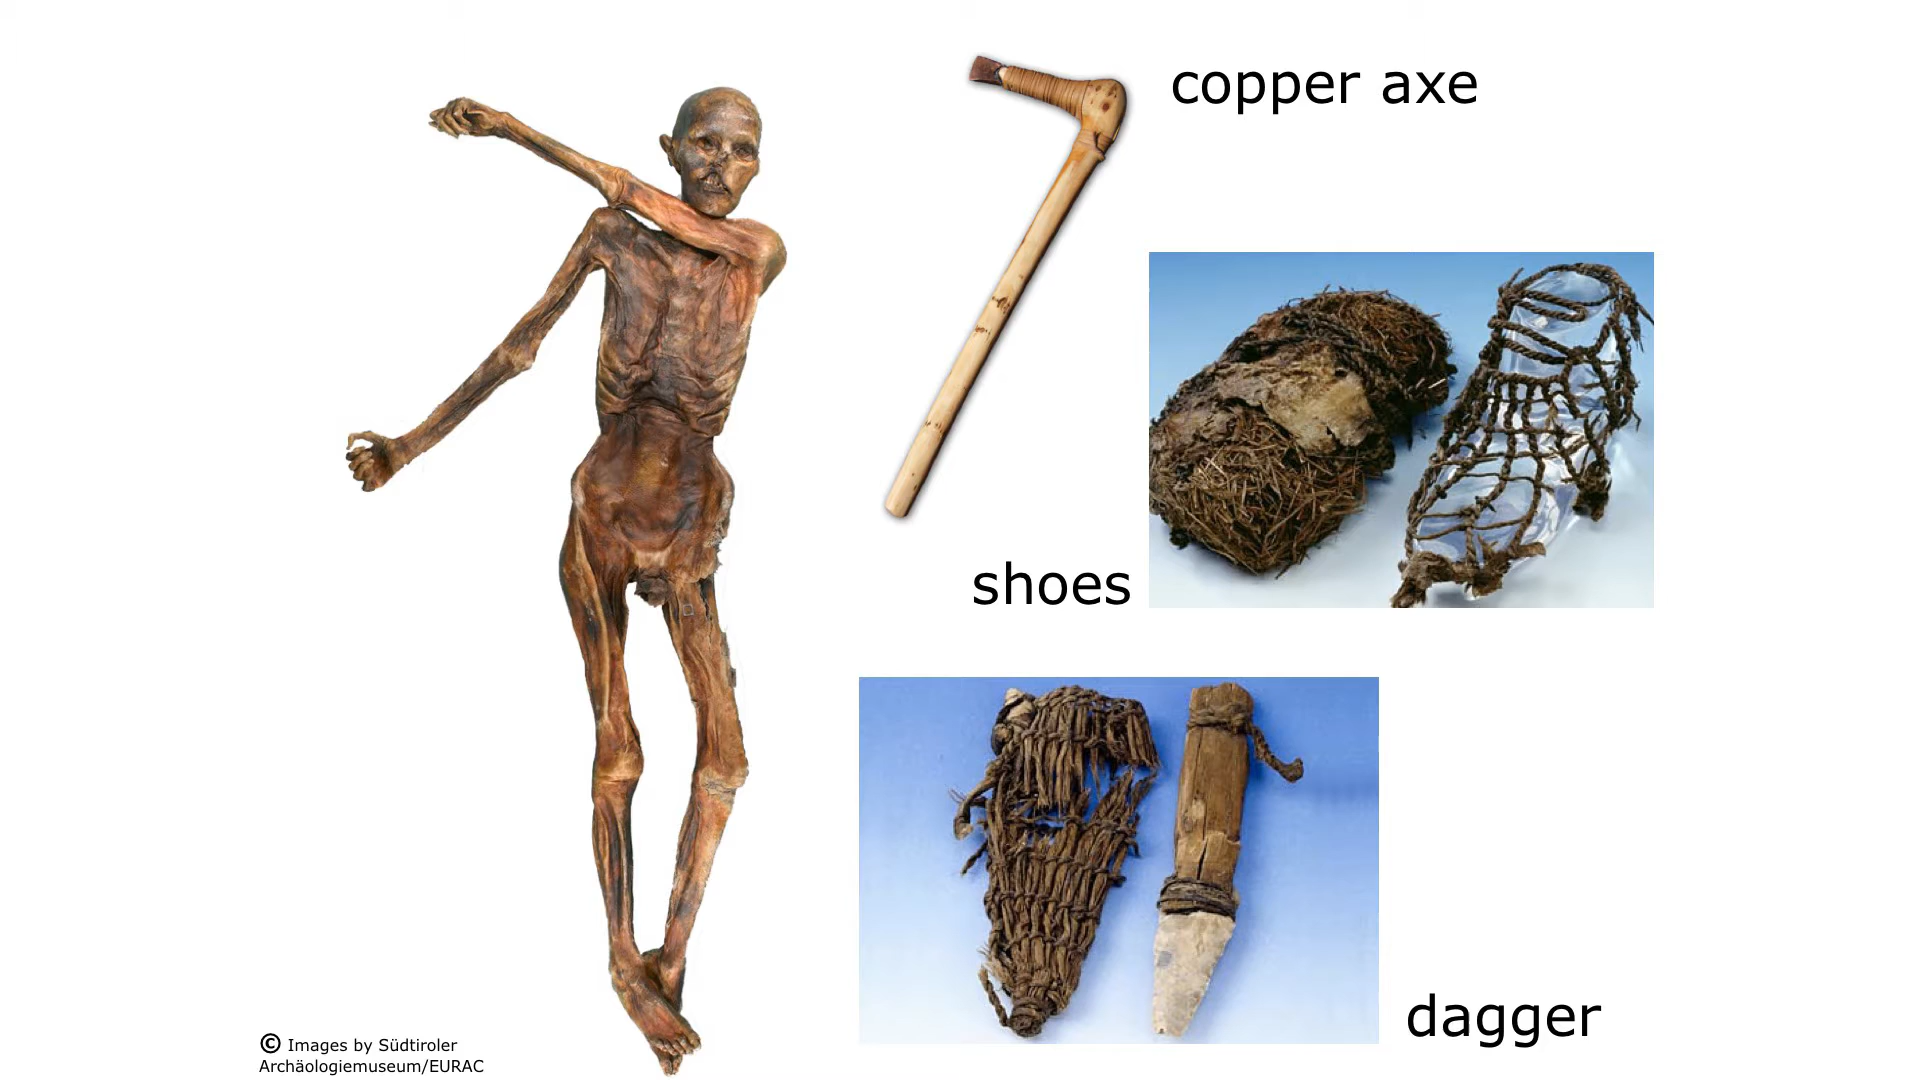 copper axe
shoes
dagger
© Images by Südtiroler
Archäologiemuseum/EURAC